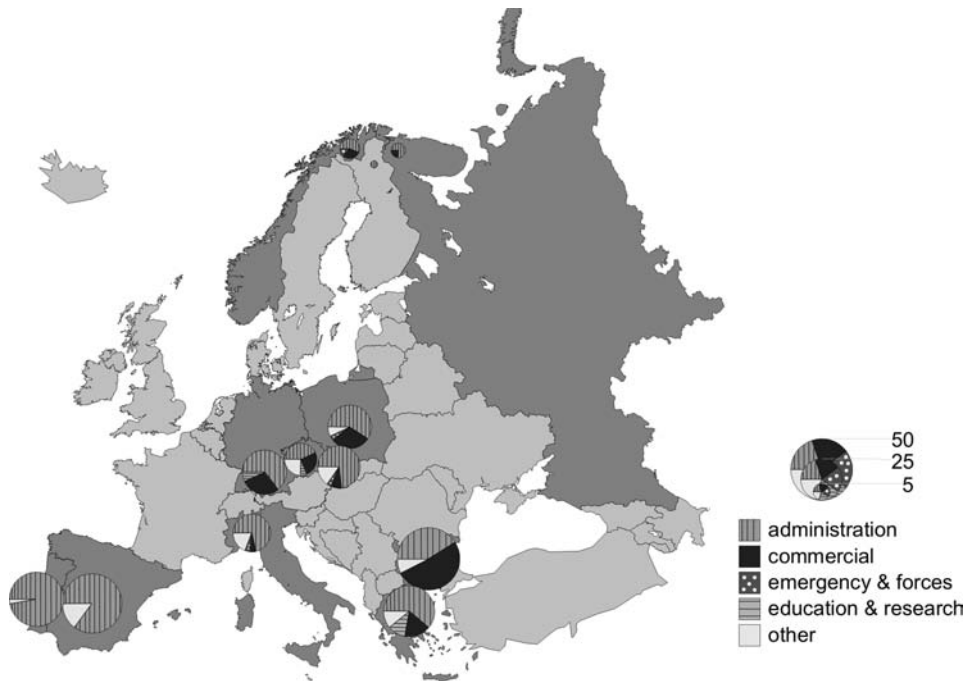 50
25
5
administration
commercial
emergency & forces
education & research
other